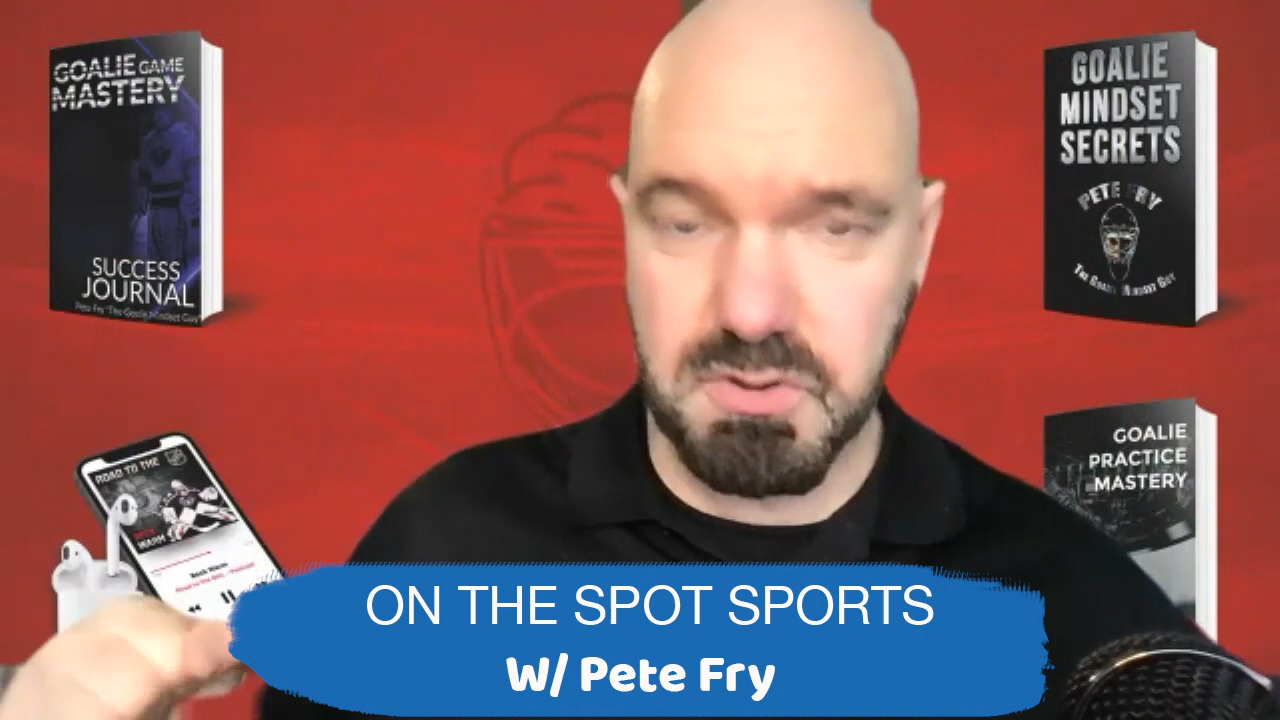 GOALIE GAME
MASTERY
SUCCESS
JOURNAL
Pete Fry "The Goalie Mindset Guy"
GOALIE
MINDSET
SECRETS
PETE FRY
THE GOALIE MINDSET GUY
ROAD TO THE
WARM
GOALIE
PRACTICE
MASTERY
ON THE SPOT SPORTS
W/ Pete Fry